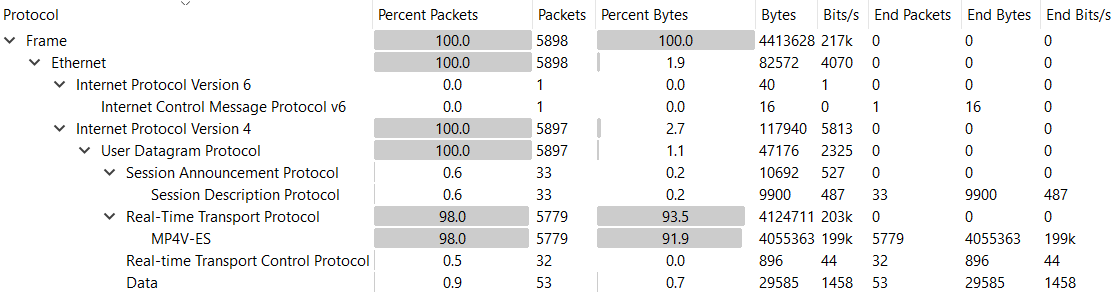 Protocol Percent Packets Packets Percent Bytes Bytes Bits/s End Packets End Bytes End Bits/s
Frame 100.0 5898 100.0 4413628 217k 0 0 0
Ethernet 100.0 5898 1.9 82572 4070 0 0 0
Internet Protocol Version 6 0.0 1 0.0 40 1 0 0 0
Internet Control Message Protocol v6 0.0 1 0.0 16 0 1 16 0
Internet Protocol Version 4 100.0 5897 2.7 117940 5813 0 0 0
User Datagram Protocol 100.0 5897 1.1 47176 2325 0 0 0
Session Announcement Protocol 0.6 33 0.2 10692 527 0 0 0
Session Description Protocol 0.6 33 0.2 9900 487 33 9900 487
Real-Time Transport Protocol 98.0 5779 93.5 4124711 203k 0 0 0
MP4V-ES 98.0 5779 91.9 4055363 199k 5779 4055363 199k
Real-time Transport Control Protocol 0.5 32 0.0 896 44 32 896 44
Data 0.9 53 0.7 29585 1458 53 29585 1458